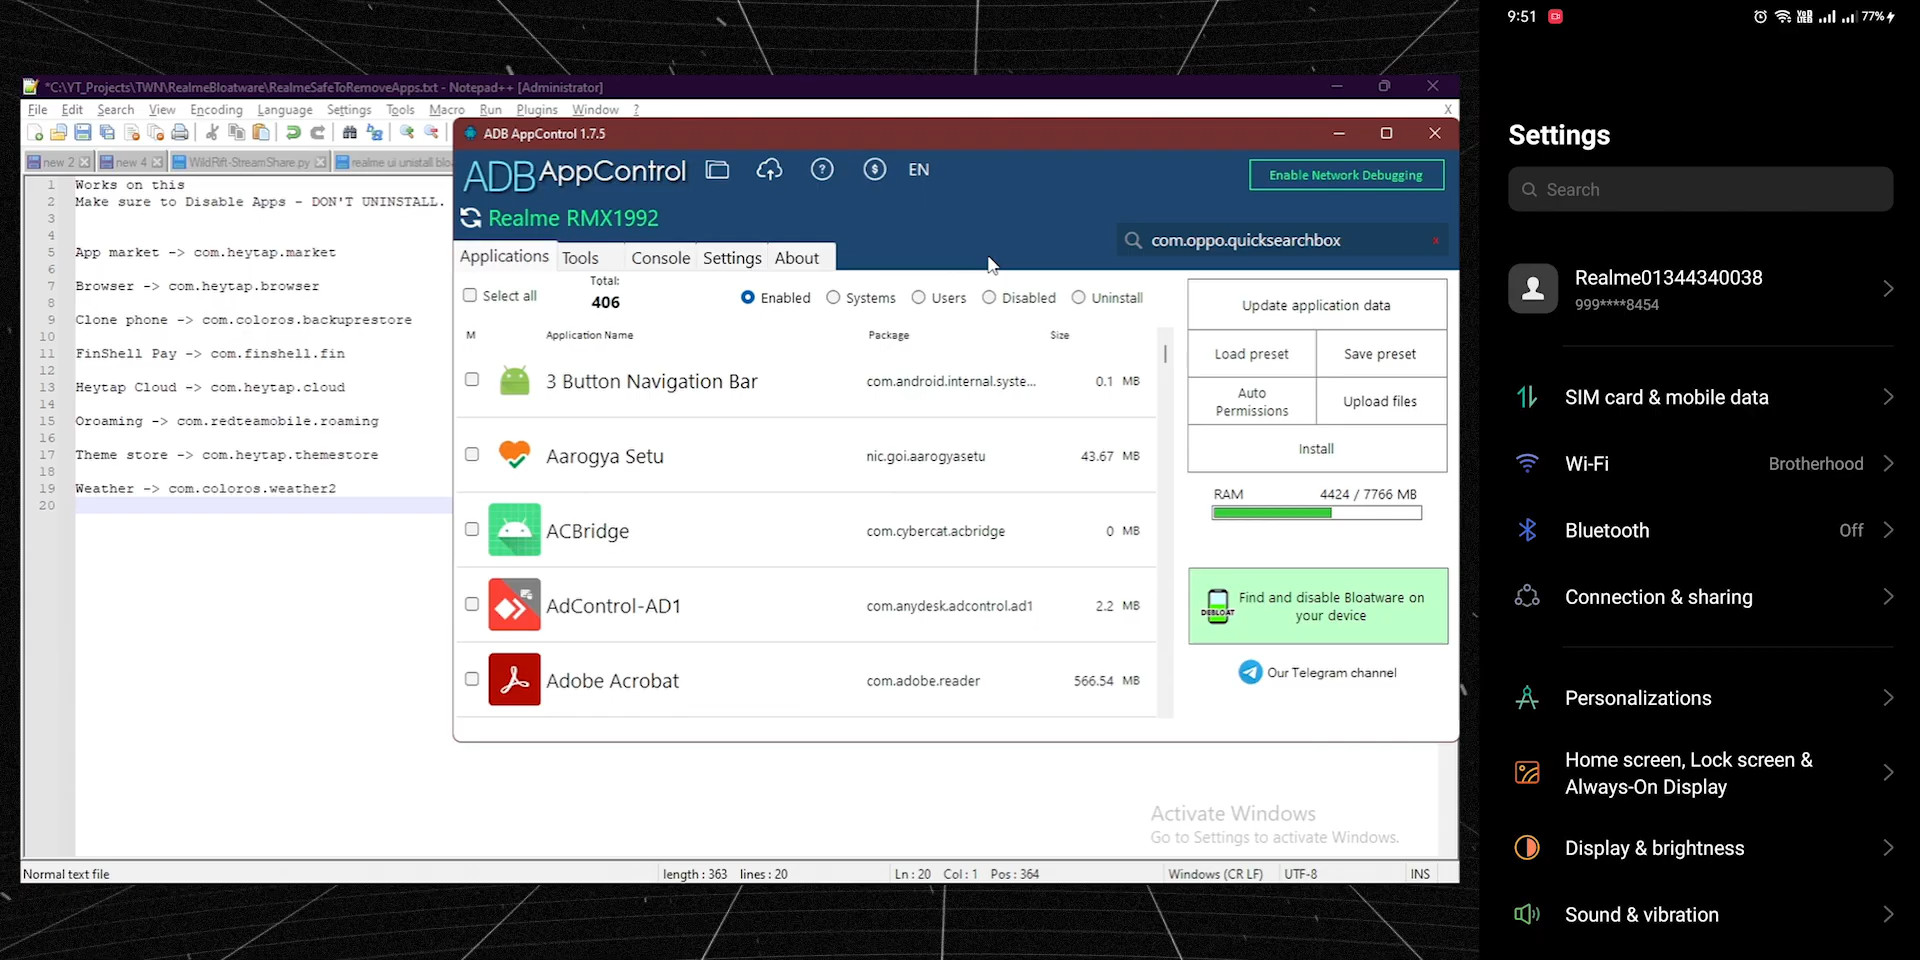 *C:\YT_Projects\TWN\RealmeBloatware\RealmeSafeToRemoveApps.txt - Notepad++ [Administrator]
File Edit Search View Encoding Language Settings Tools Macro Run Plugins Window ? X
new 2 new 4 WildRift-StreamShare.py realme ui unistall blo
1 Works on this
2 Make sure to Disable Apps - DON'T UNINSTALL.
3
4
5 App market -> com.heytap.market
6
7 Browser -> com.heytap.browser
8
9 Clone phone -> com.coloros.backuprestore
10
11 FinShell Pay -> com.finshell.fin
12
13 Heytap Cloud -> com.heytap.cloud
14
15 Oroaming -> com.redteamobile.roaming
16
17 Theme store -> com.heytap.themestore
18
19 Weather -> com.coloros.weather2
20
Normal text file length : 363 lines : 20 Ln : 20 Col : 1 Pos : 364 Windows (CR LF) UTF-8 INS
ADB AppControl 1.7.5
ADB AppControl ? $ EN
Enable Network Debugging
Realme RMX1992
com.oppo.quicksearchbox x
Applications Tools Console Settings About
Select all
Total:
406
Enabled Systems Users Disabled Uninstall
M Application Name Package Size
3 Button Navigation Bar com.android.internal.syste... 0.1 MB
Aarogya Setu nic.goi.aarogyasetu 43.67 MB
ACBridge com.cybercat.acbridge 0 MB
AdControl-AD1 com.anydesk.adcontrol.ad1 2.2 MB
Adobe Acrobat com.adobe.reader 566.54 MB
Update application data
Load preset Save preset
Auto
Permissions
Upload files
Install
RAM 4424 / 7766 MB
DEBLOAT
Find and disable Bloatware on
your device
Our Telegram channel
Activate Windows
Go to Settings to activate Windows.
9:51 77%
Settings
Search
Realme01344340038
999****8454
SIM card & mobile data
Wi-Fi Brotherhood
Bluetooth Off
Connection & sharing
Personalizations
Home screen, Lock screen &
Always-On Display
Display & brightness
Sound & vibration